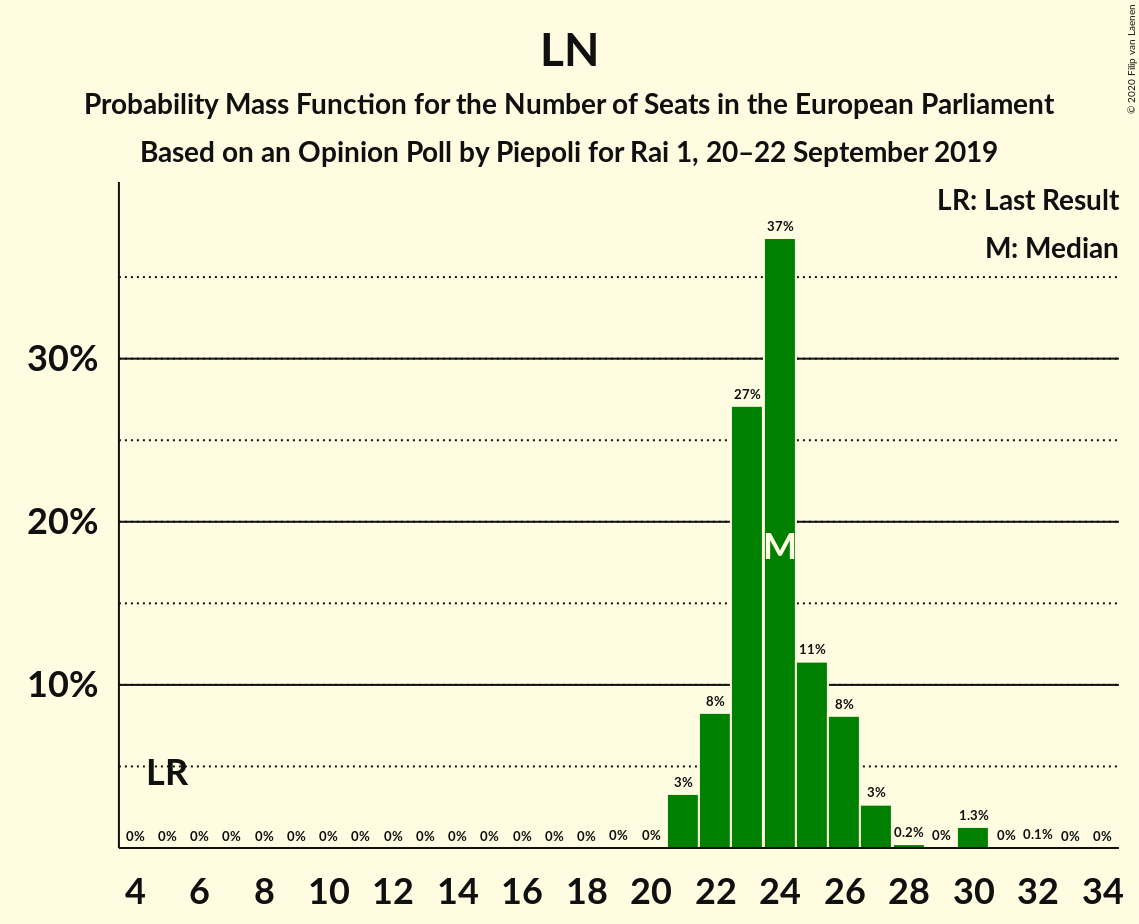 LN
Probability Mass Function for the Number of Seats in the European Parliament
Based on an Opinion Poll by Piepoli for Rai 1, 20–22 September 2019
© 2020 Filip van Laenen
LR: Last Result
M: Median
37%
30%
27%
20%
M
11%
10%
8%
8%
LR
3%
3%
1.3%
0% 0% 0% 0% 0% 0% 0% 0% 0% 0% 0% 0% 0% 0% 0% 0% 0% 0.2% 0% 0% 0.1% 0% 0%
4 6 8 10 12 14 16 18 20 22 24 26 28 30 32 34